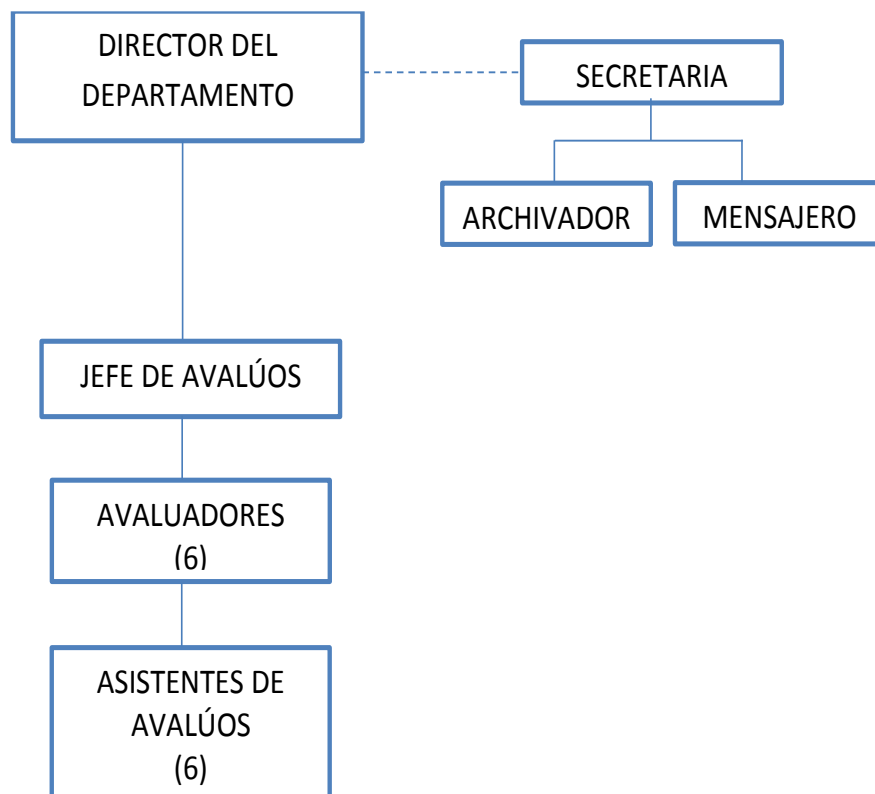 DIRECTOR DEL
DEPARTAMENTO
SECRETARIA
ARCHIVADOR
MENSAJERO
JEFE DE AVALÚOS
AVALUADORES
(6)
ASISTENTES DE
AVALÚOS
(6)